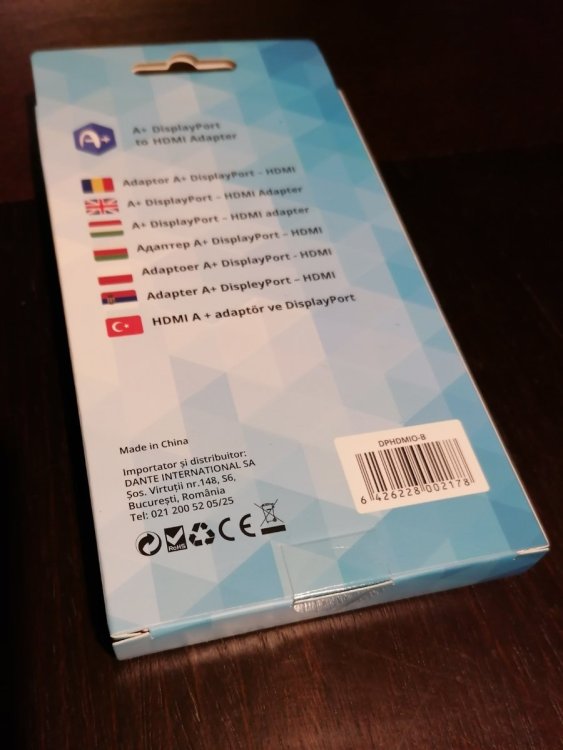 A+
A+ DisplayPort
to HDMI Adapter
Adaptor A+ DisplayPort – HDMI
A+ DisplayPort – HDMI Adapter
A+ DisplayPort – HDMI adapter
Адаптер A+ DisplayPort – HDMI
Adaptoer A+ DisplayPort - HDMI
Adapter A+ DispleyPort – HDMI
HDMI A + adaptör ve DisplayPort
Made in China
Importator și distribuitor:
DANTE INTERNATIONAL SA
Șos. Virtuții nr.148, S6,
București, România
Tel: 021 200 52 05/25
RoHS
CE
DPHDMIO-B
6 426228 002178